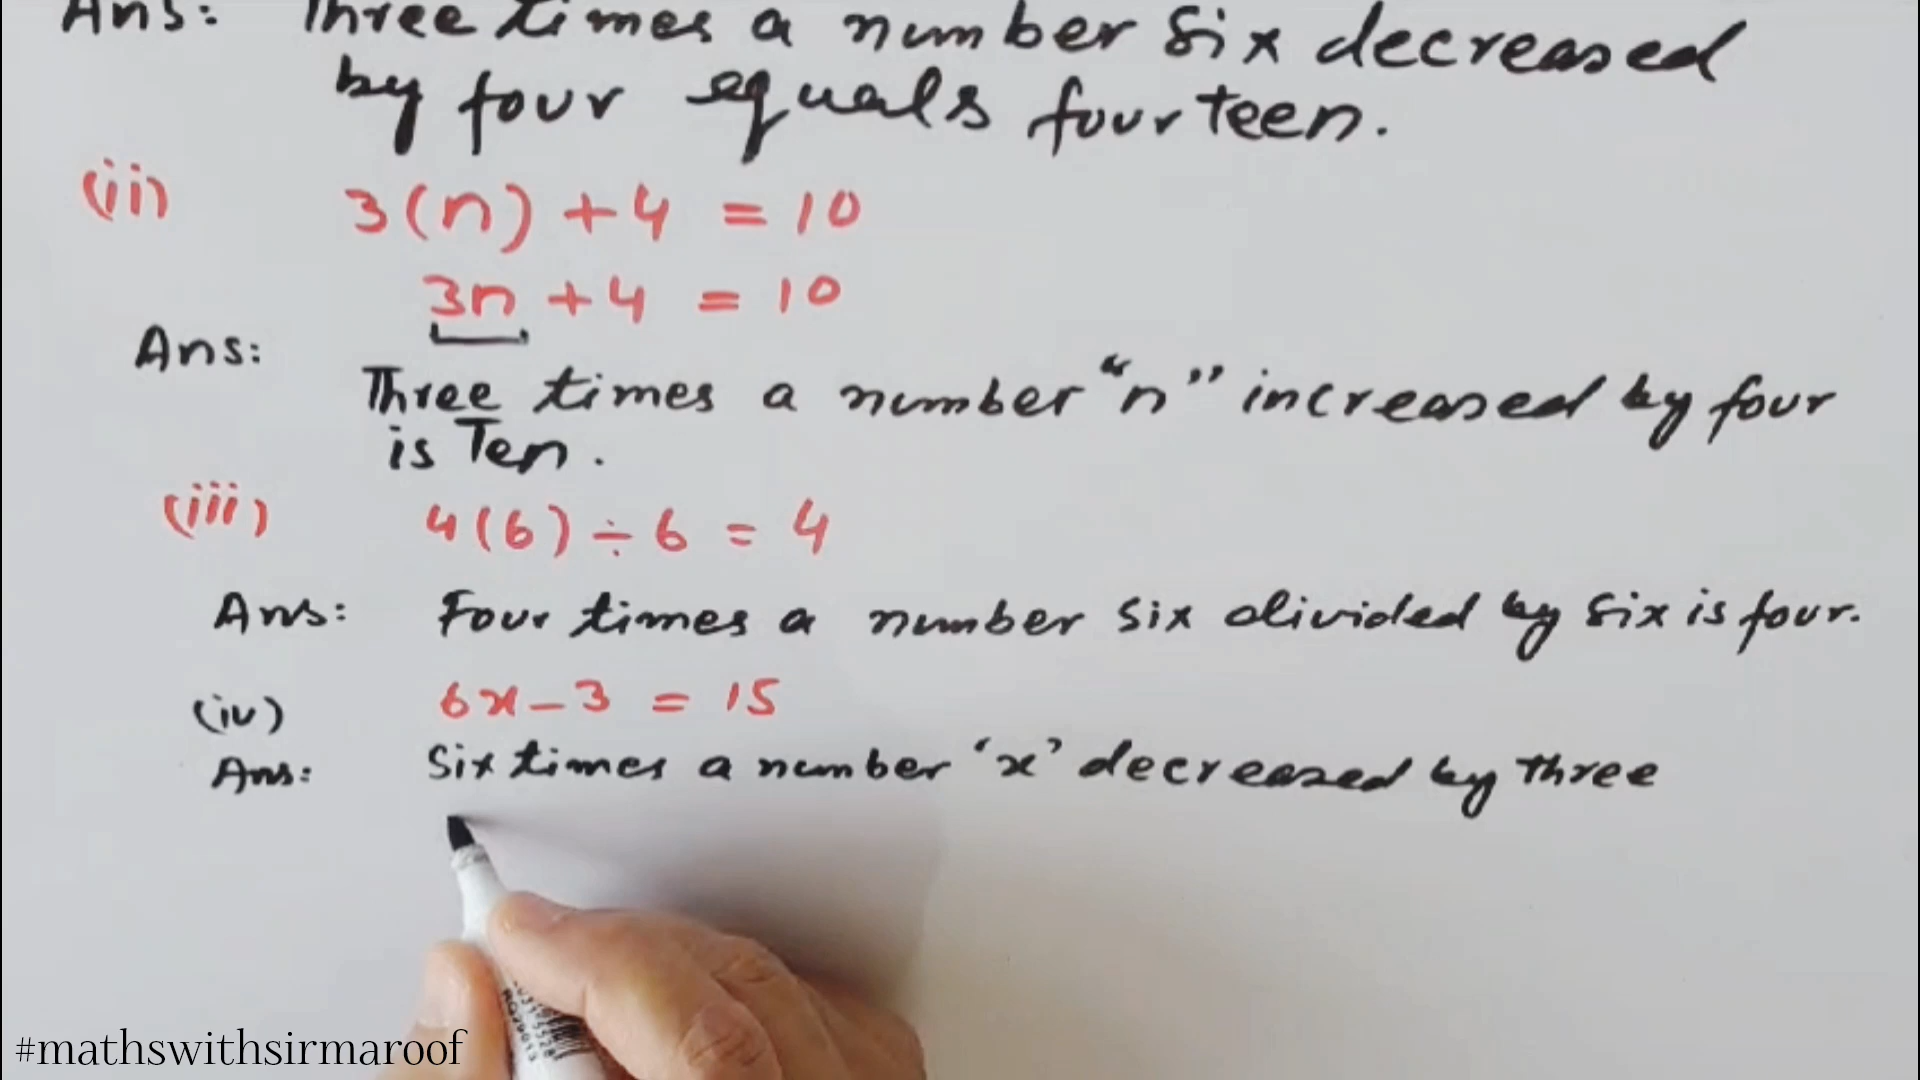 Ans: Three times a number six decreased
by four equals fourteen.
(ii) 3(n) + 4 = 10
3n + 4 = 10
Ans:
Three times a number "n" increased by four
is Ten.
(iii) 4(6) ÷ 6 = 4
Ans: Four times a number six divided by six is four.
(iv) 6x - 3 = 15
Ans: Six times a number 'x' decreased by three
#mathswithsirmaroof